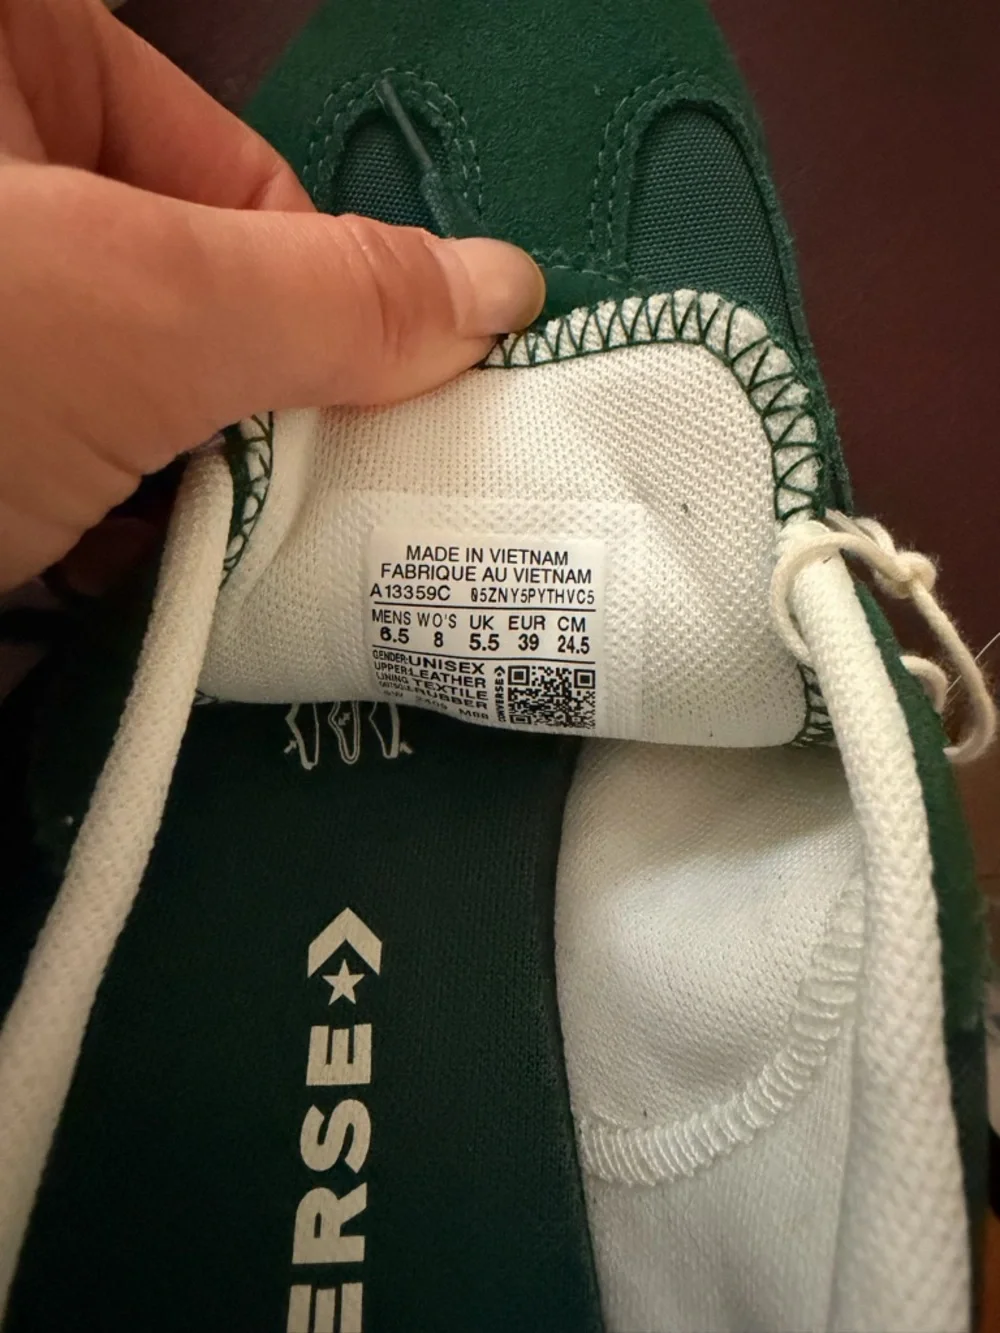 MADE IN VIETNAM
FABRIQUE AU VIETNAM
A13359C 05ZNY5PYTHVC5
MENS WO'S UK EUR CM
6.5 8 5.5 39 24.5
GENDER:UNISEX
UPPER:LEATHER
LINING TEXTILE
RUBBER
CONVERSE
ERSE